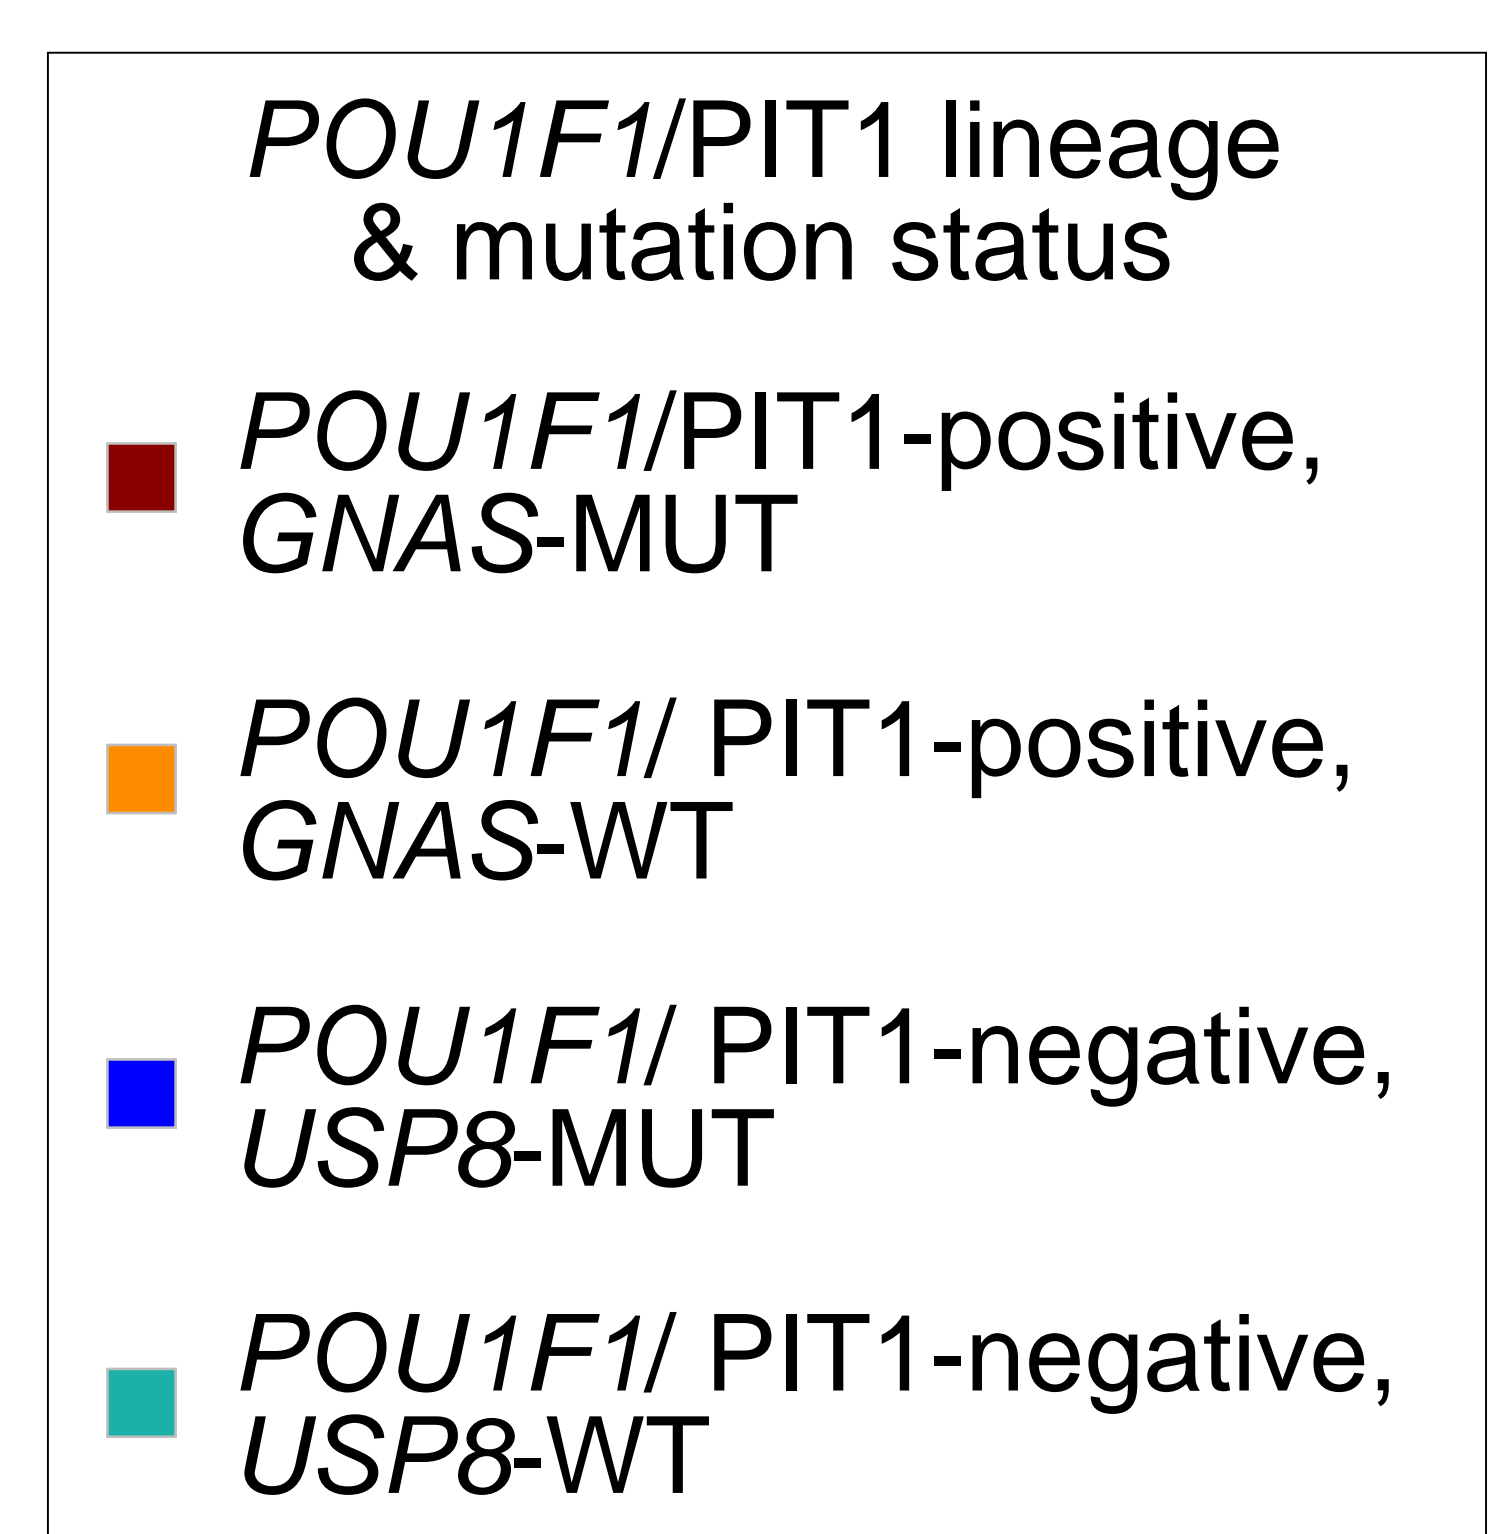 POU1F1/PIT1 lineage
& mutation status
POU1F1/PIT1-positive,
GNAS-MUT
POU1F1/ PIT1-positive,
GNAS-WT
POU1F1/ PIT1-negative,
USP8-MUT
POU1F1/ PIT1-negative,
USP8-WT